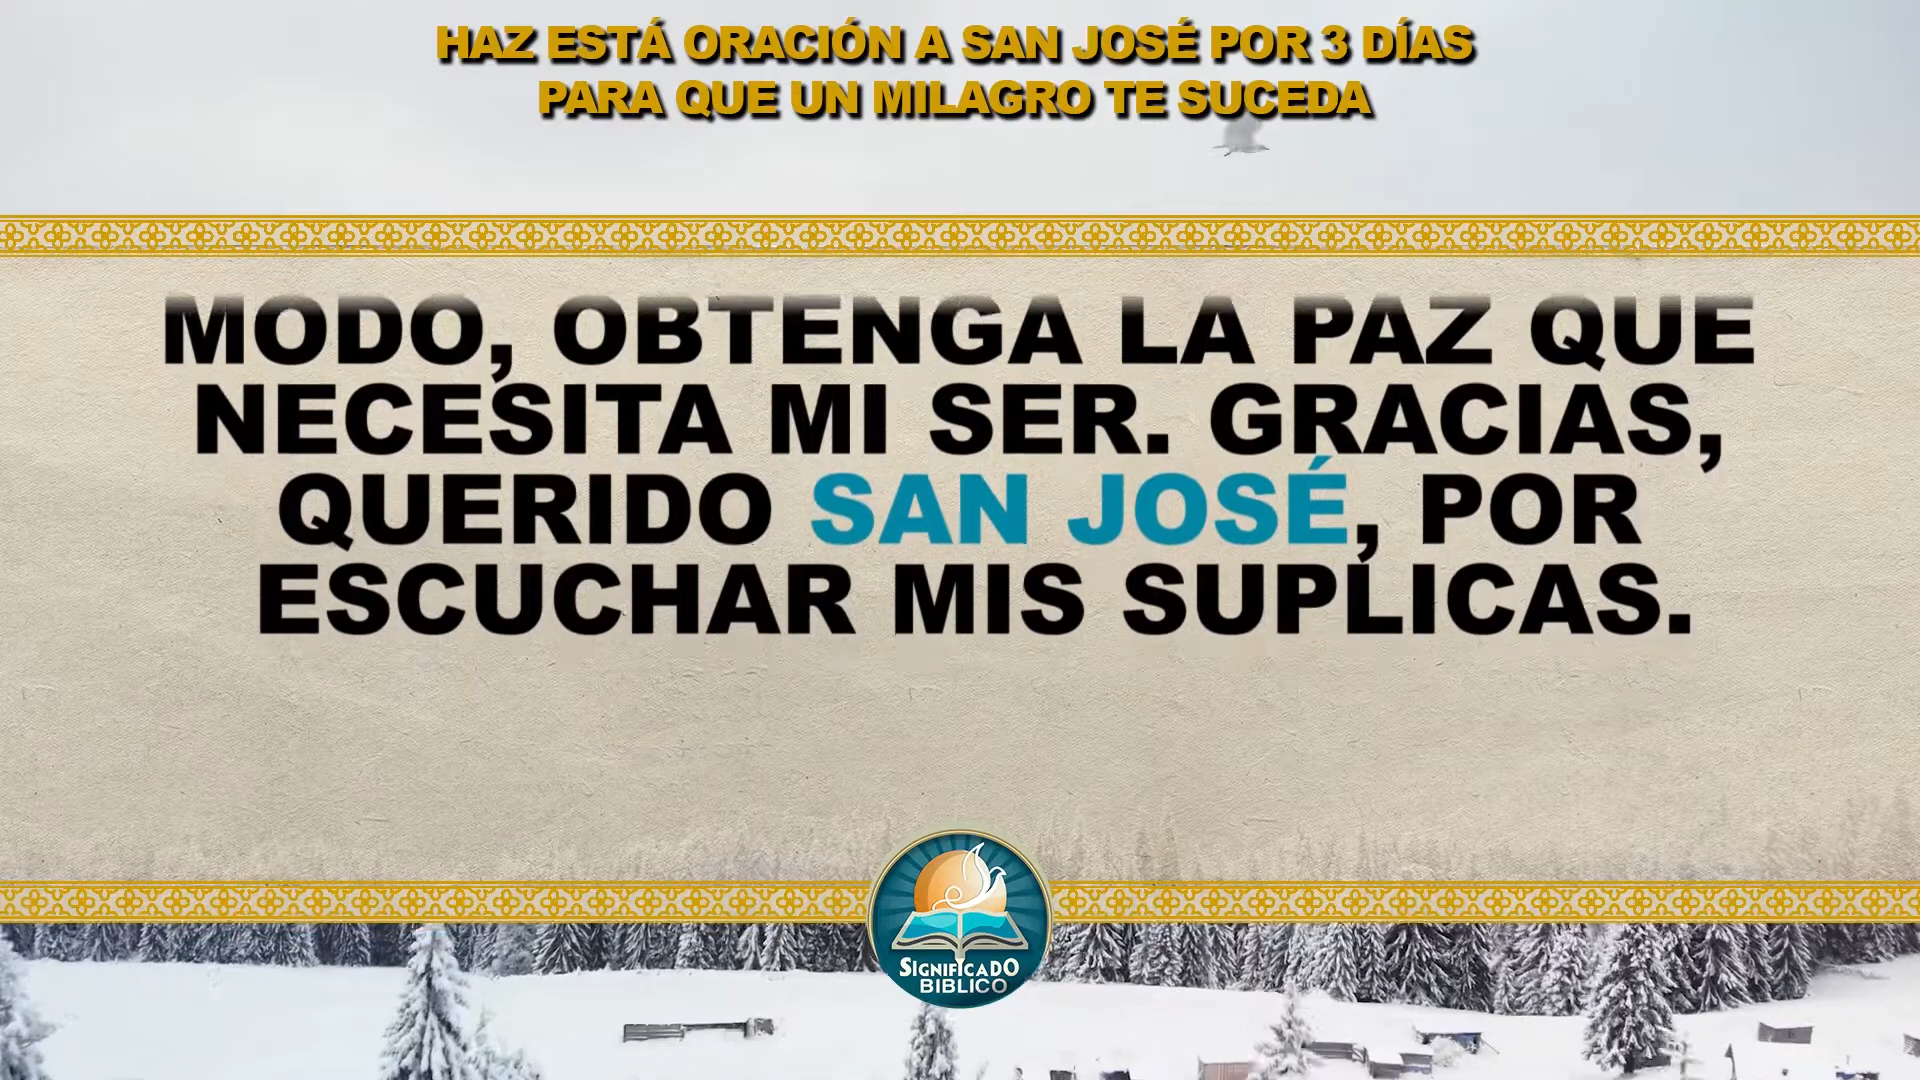 HAZ ESTÁ ORACIÓN A SAN JOSÉ POR 3 DÍAS
PARA QUE UN MILAGRO TE SUCEDA
MODO, OBTENGA LA PAZ QUE
NECESITA MI SER. GRACIAS,
QUERIDO SAN JOSÉ, POR
ESCUCHAR MIS SUPLICAS.
SIGNIFICADO
BIBLICO